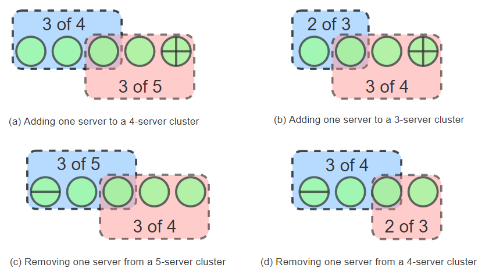 3 of 4
3 of 5
(a) Adding one server to a 4-server cluster
2 of 3
3 of 4
(b) Adding one server to a 3-server cluster
3 of 5
3 of 4
(c) Removing one server from a 5-server cluster
3 of 4
2 of 3
(d) Removing one server from a 4-server cluster